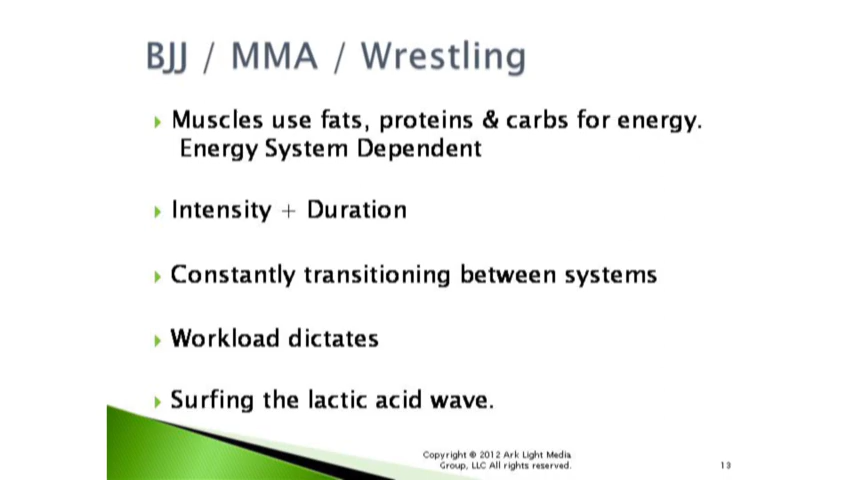 BJJ / MMA / Wrestling
Muscles use fats, proteins & carbs for energy.
Energy System Dependent
Intensity + Duration
Constantly transitioning between systems
Workload dictates
Surfing the lactic acid wave.
Copyright © 2012 Ark Light Media
Group, LLC All rights reserved.
13